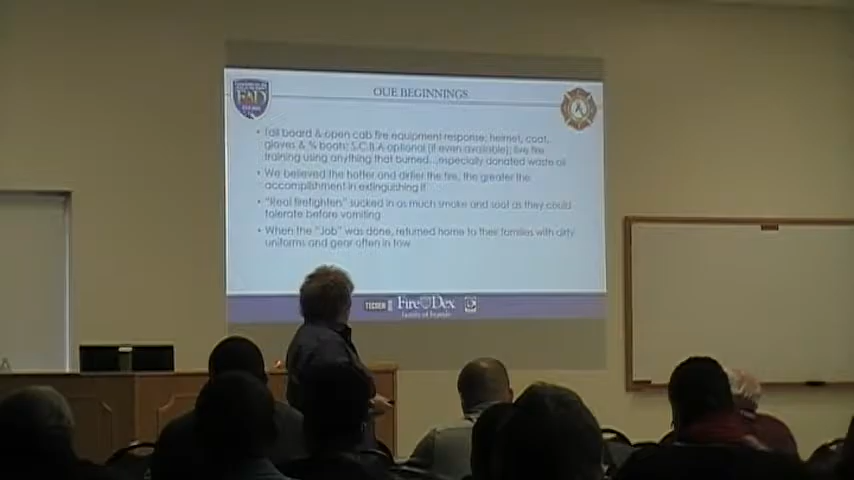 OUR BEGINNINGS
• Tail board & open cab fire equipment response; helmet, coat,
gloves & ¾ boots; S.C.B.A optional (if even available); live fire
training using anything that burned...especially donated waste oil
• We believed the hotter and dirtier the fire, the greater the
accomplishment in extinguishing it
• "Real firefighters" sucked in as much smoke and soot as they could
tolerate before vomiting
• When the "Job" was done, returned home to their families with dirty
uniforms and gear often in tow
TECGEN
Fire Dex